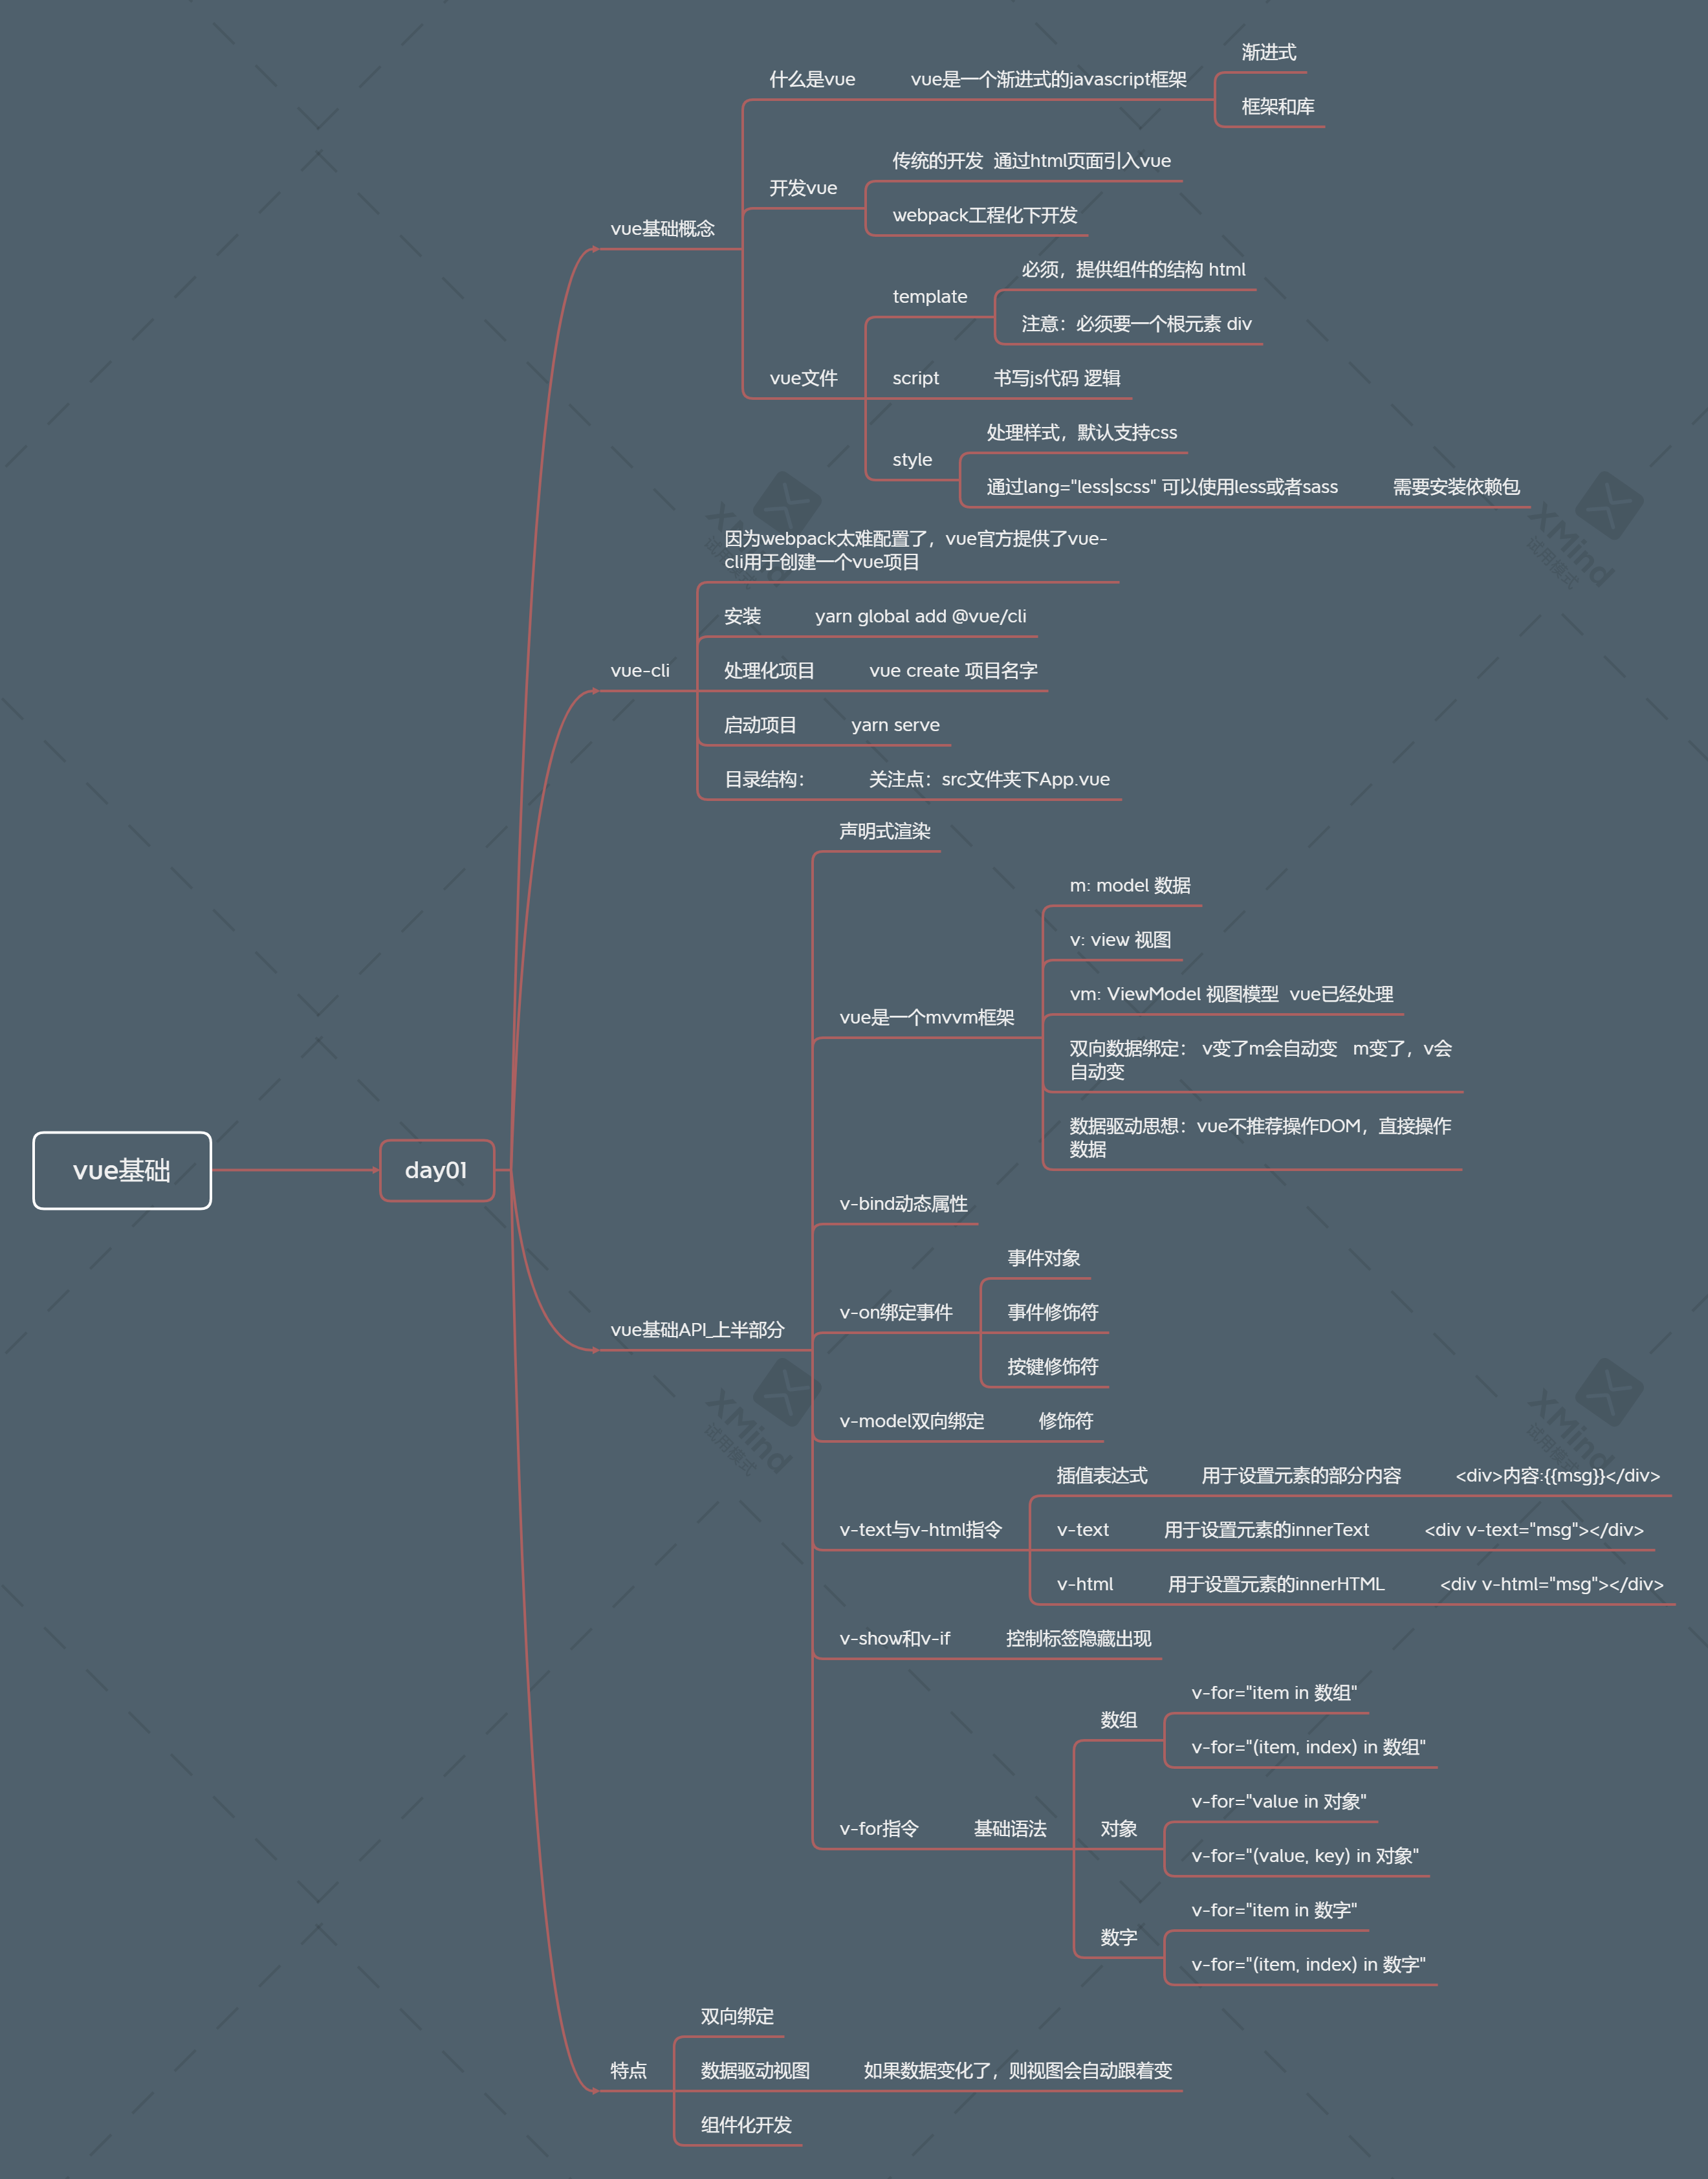 vue基础
day01
vue基础概念
什么是vue
vue是一个渐进式的javascript框架
渐进式
框架和库
开发vue
传统的开发 通过html页面引入vue
webpack工程化下开发
vue文件
template
必须，提供组件的结构 html
注意：必须要一个根元素 div
script
书写js代码 逻辑
style
处理样式，默认支持css
通过lang="less|scss" 可以使用less或者sass
需要安装依赖包
vue-cli
因为webpack太难配置了，vue官方提供了vue-
cli用于创建一个vue项目
安装
yarn global add @vue/cli
处理化项目
vue create 项目名字
启动项目
yarn serve
目录结构：
关注点：src文件夹下App.vue
vue基础API_上半部分
声明式渲染
vue是一个mvvm框架
m: model 数据
v: view 视图
vm: ViewModel 视图模型 vue已经处理
双向数据绑定： v变了m会自动变 m变了，v会
自动变
数据驱动思想：vue不推荐操作DOM，直接操作
数据
v-bind动态属性
v-on绑定事件
事件对象
事件修饰符
按键修饰符
v-model双向绑定
修饰符
v-text与v-html指令
插值表达式
用于设置元素的部分内容
<div>内容:{{msg}}</div>
v-text
用于设置元素的innerText
<div v-text="msg"></div>
v-html
用于设置元素的innerHTML
<div v-html="msg"></div>
v-show和v-if
控制标签隐藏出现
v-for指令
基础语法
数组
v-for="item in 数组"
v-for="(item, index) in 数组"
对象
v-for="value in 对象"
v-for="(value, key) in 对象"
数字
v-for="item in 数字"
v-for="(item, index) in 数字"
特点
双向绑定
数据驱动视图
如果数据变化了，则视图会自动跟着变
组件化开发
XMind
试用模式
XMind
试用模式
XMind
试用模式
XMind
试用模式